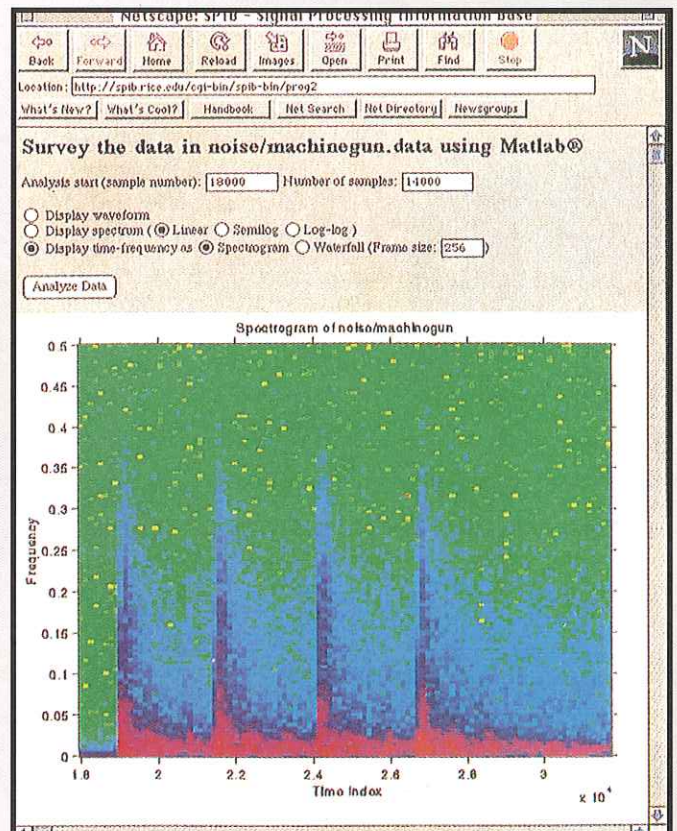 Netscape: SPIB - Signal Processing Information Base
Back Forward Home Reload Images Open Print Find Stop
N
Location: http://spib.rice.edu/cgi-bin/spib-bin/prog2
What's New? What's Cool? Handbook Net Search Net Directory Newsgroups
Survey the data in noise/machinegun.data using Matlab®
Analysis start (sample number): 18000 Number of samples: 14000
Display waveform
Display spectrum ( Linear Semilog Log-log )
Display time-frequency as Spectrogram Waterfall (Frame size: 256 )
Analyze Data
Spectrogram of noise/machinegun
0.5
0.45
0.4
0.35
0.3
0.25
0.2
0.15
0.1
0.05
0
Frequency
1.8 2 2.2 2.4 2.6 2.8 3
Time Index
x 10⁴